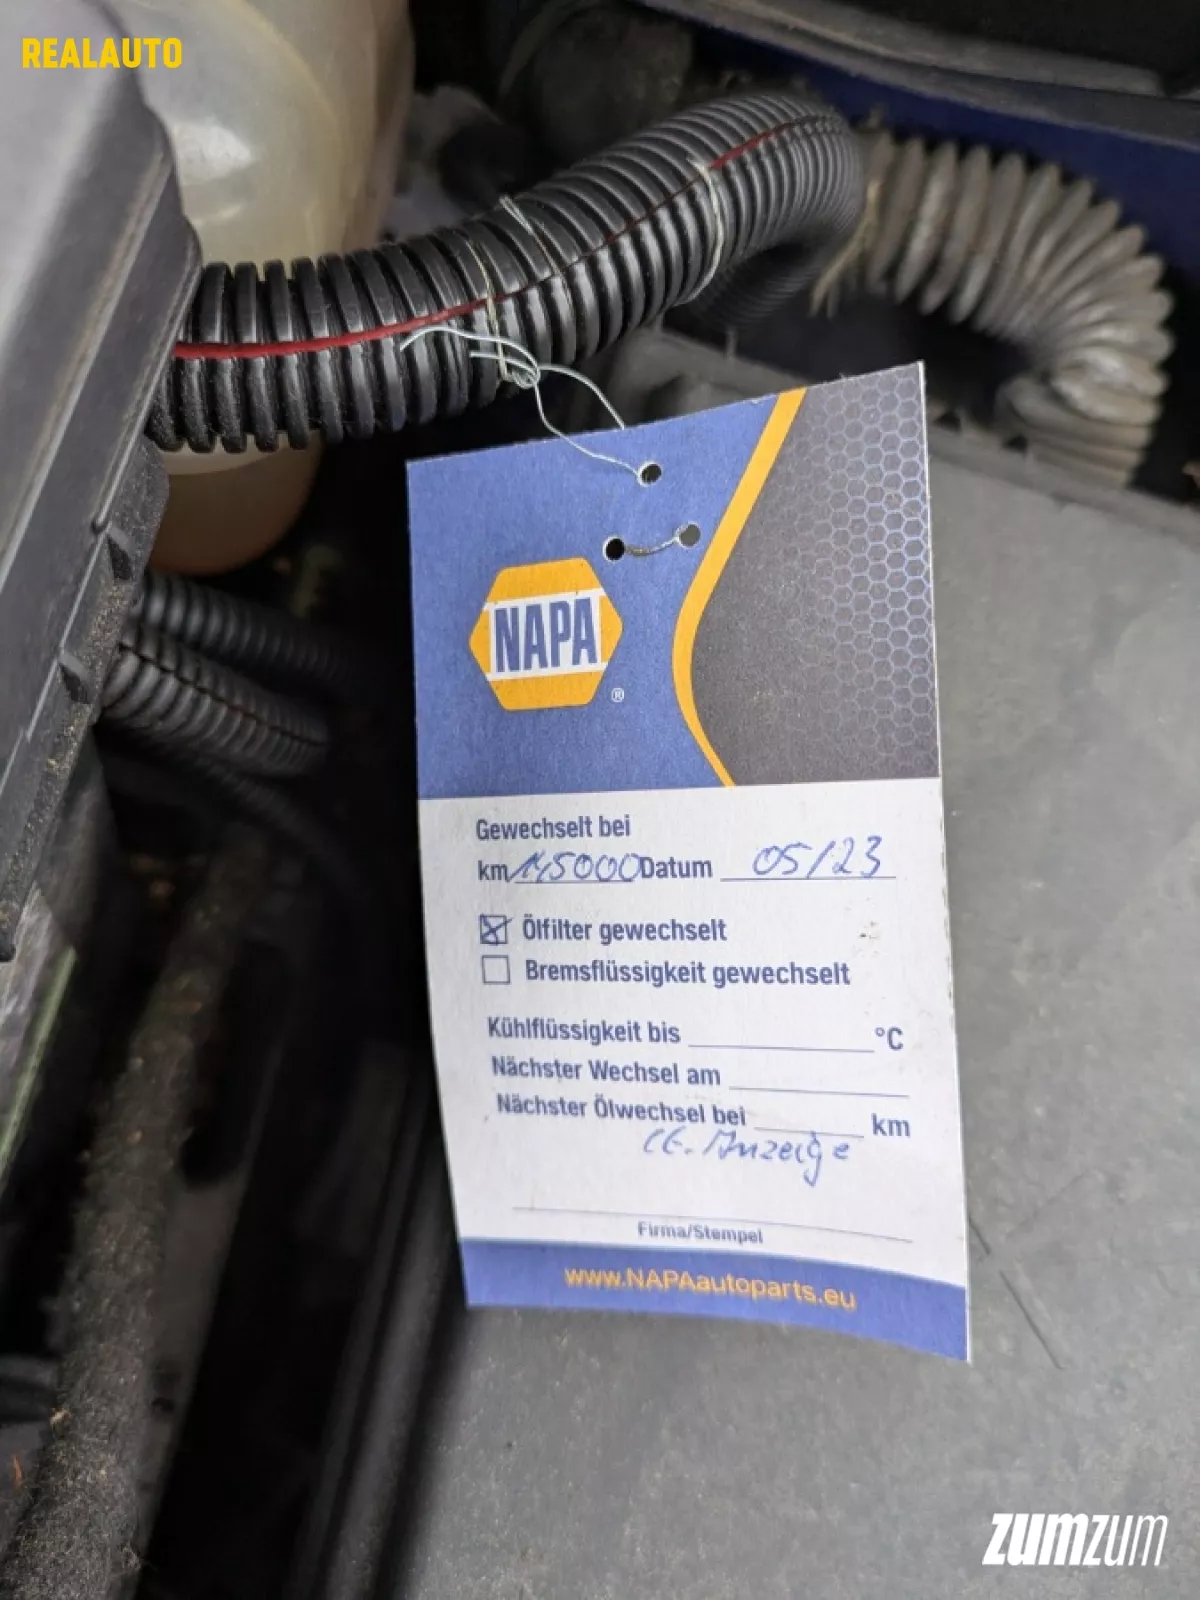 REALAUTO
NAPA
®
Gewechselt bei
km 145000 Datum 05/23
Ölfilter gewechselt
Bremsflüssigkeit gewechselt
Kühlflüssigkeit bis °C
Nächster Wechsel am
Nächster Ölwechsel bei km
Anzeige
Firma/Stempel
www.NAPAautoparts.eu
zumzum